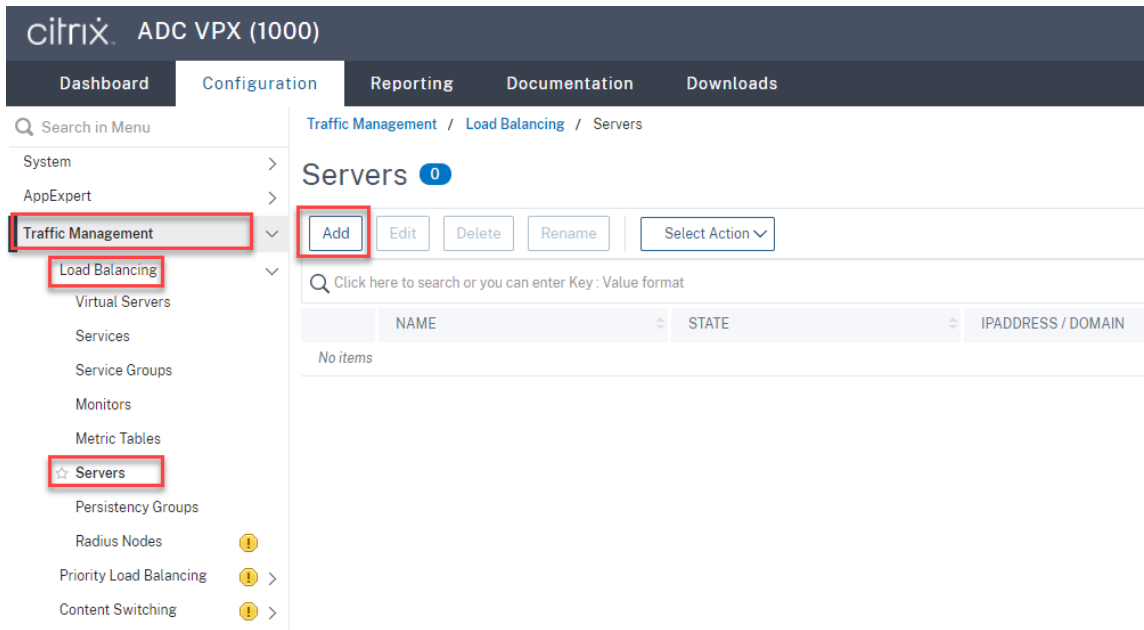 citrix. ADC VPX (1000)
Dashboard Configuration Reporting Documentation Downloads
Search in Menu
System
AppExpert
Traffic Management
Load Balancing
Virtual Servers
Services
Service Groups
Monitors
Metric Tables
Servers
Persistency Groups
Radius Nodes
Priority Load Balancing
Content Switching
Traffic Management / Load Balancing / Servers
Servers 0
Add Edit Delete Rename Select Action
Click here to search or you can enter Key : Value format
NAME STATE IPADDRESS / DOMAIN
No items